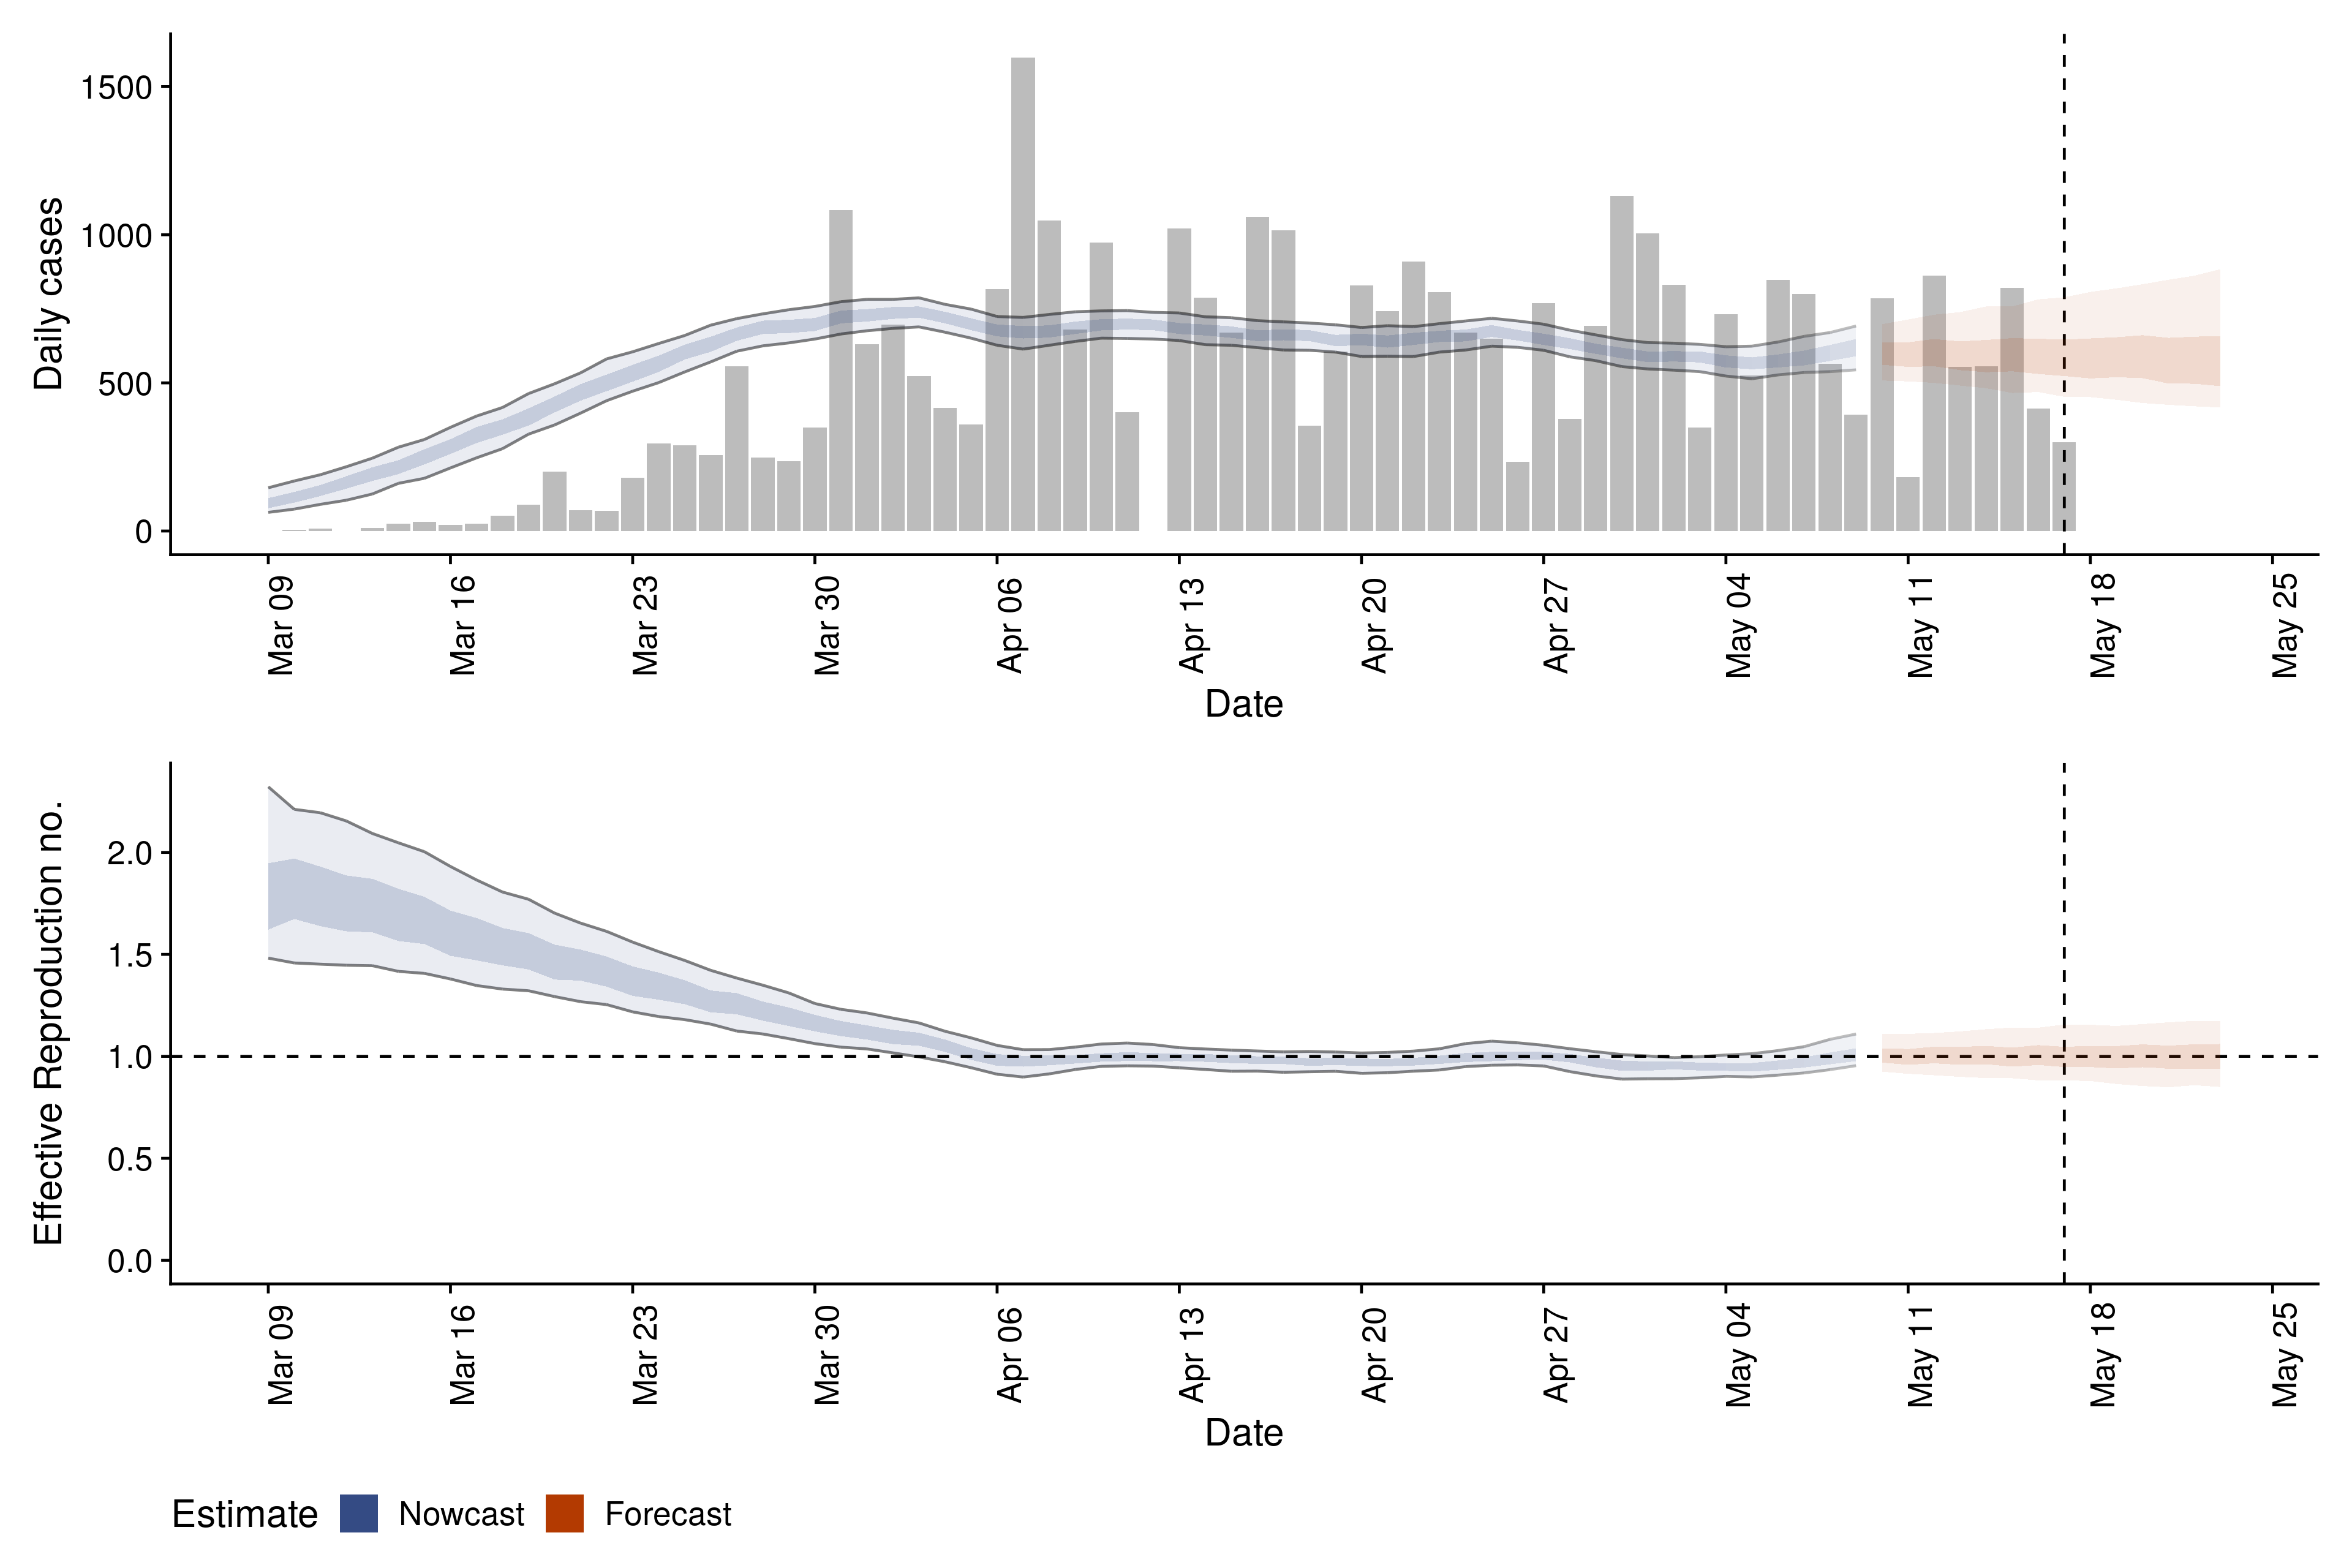 Daily cases
1500
1000
500
0
Mar 09
Mar 16
Mar 23
Mar 30
Apr 06
Apr 13
Apr 20
Apr 27
May 04
May 11
May 18
May 25
Date
Effective Reproduction no.
2.0
1.5
1.0
0.5
0.0
Mar 09
Mar 16
Mar 23
Mar 30
Apr 06
Apr 13
Apr 20
Apr 27
May 04
May 11
May 18
May 25
Date
Estimate Nowcast Forecast